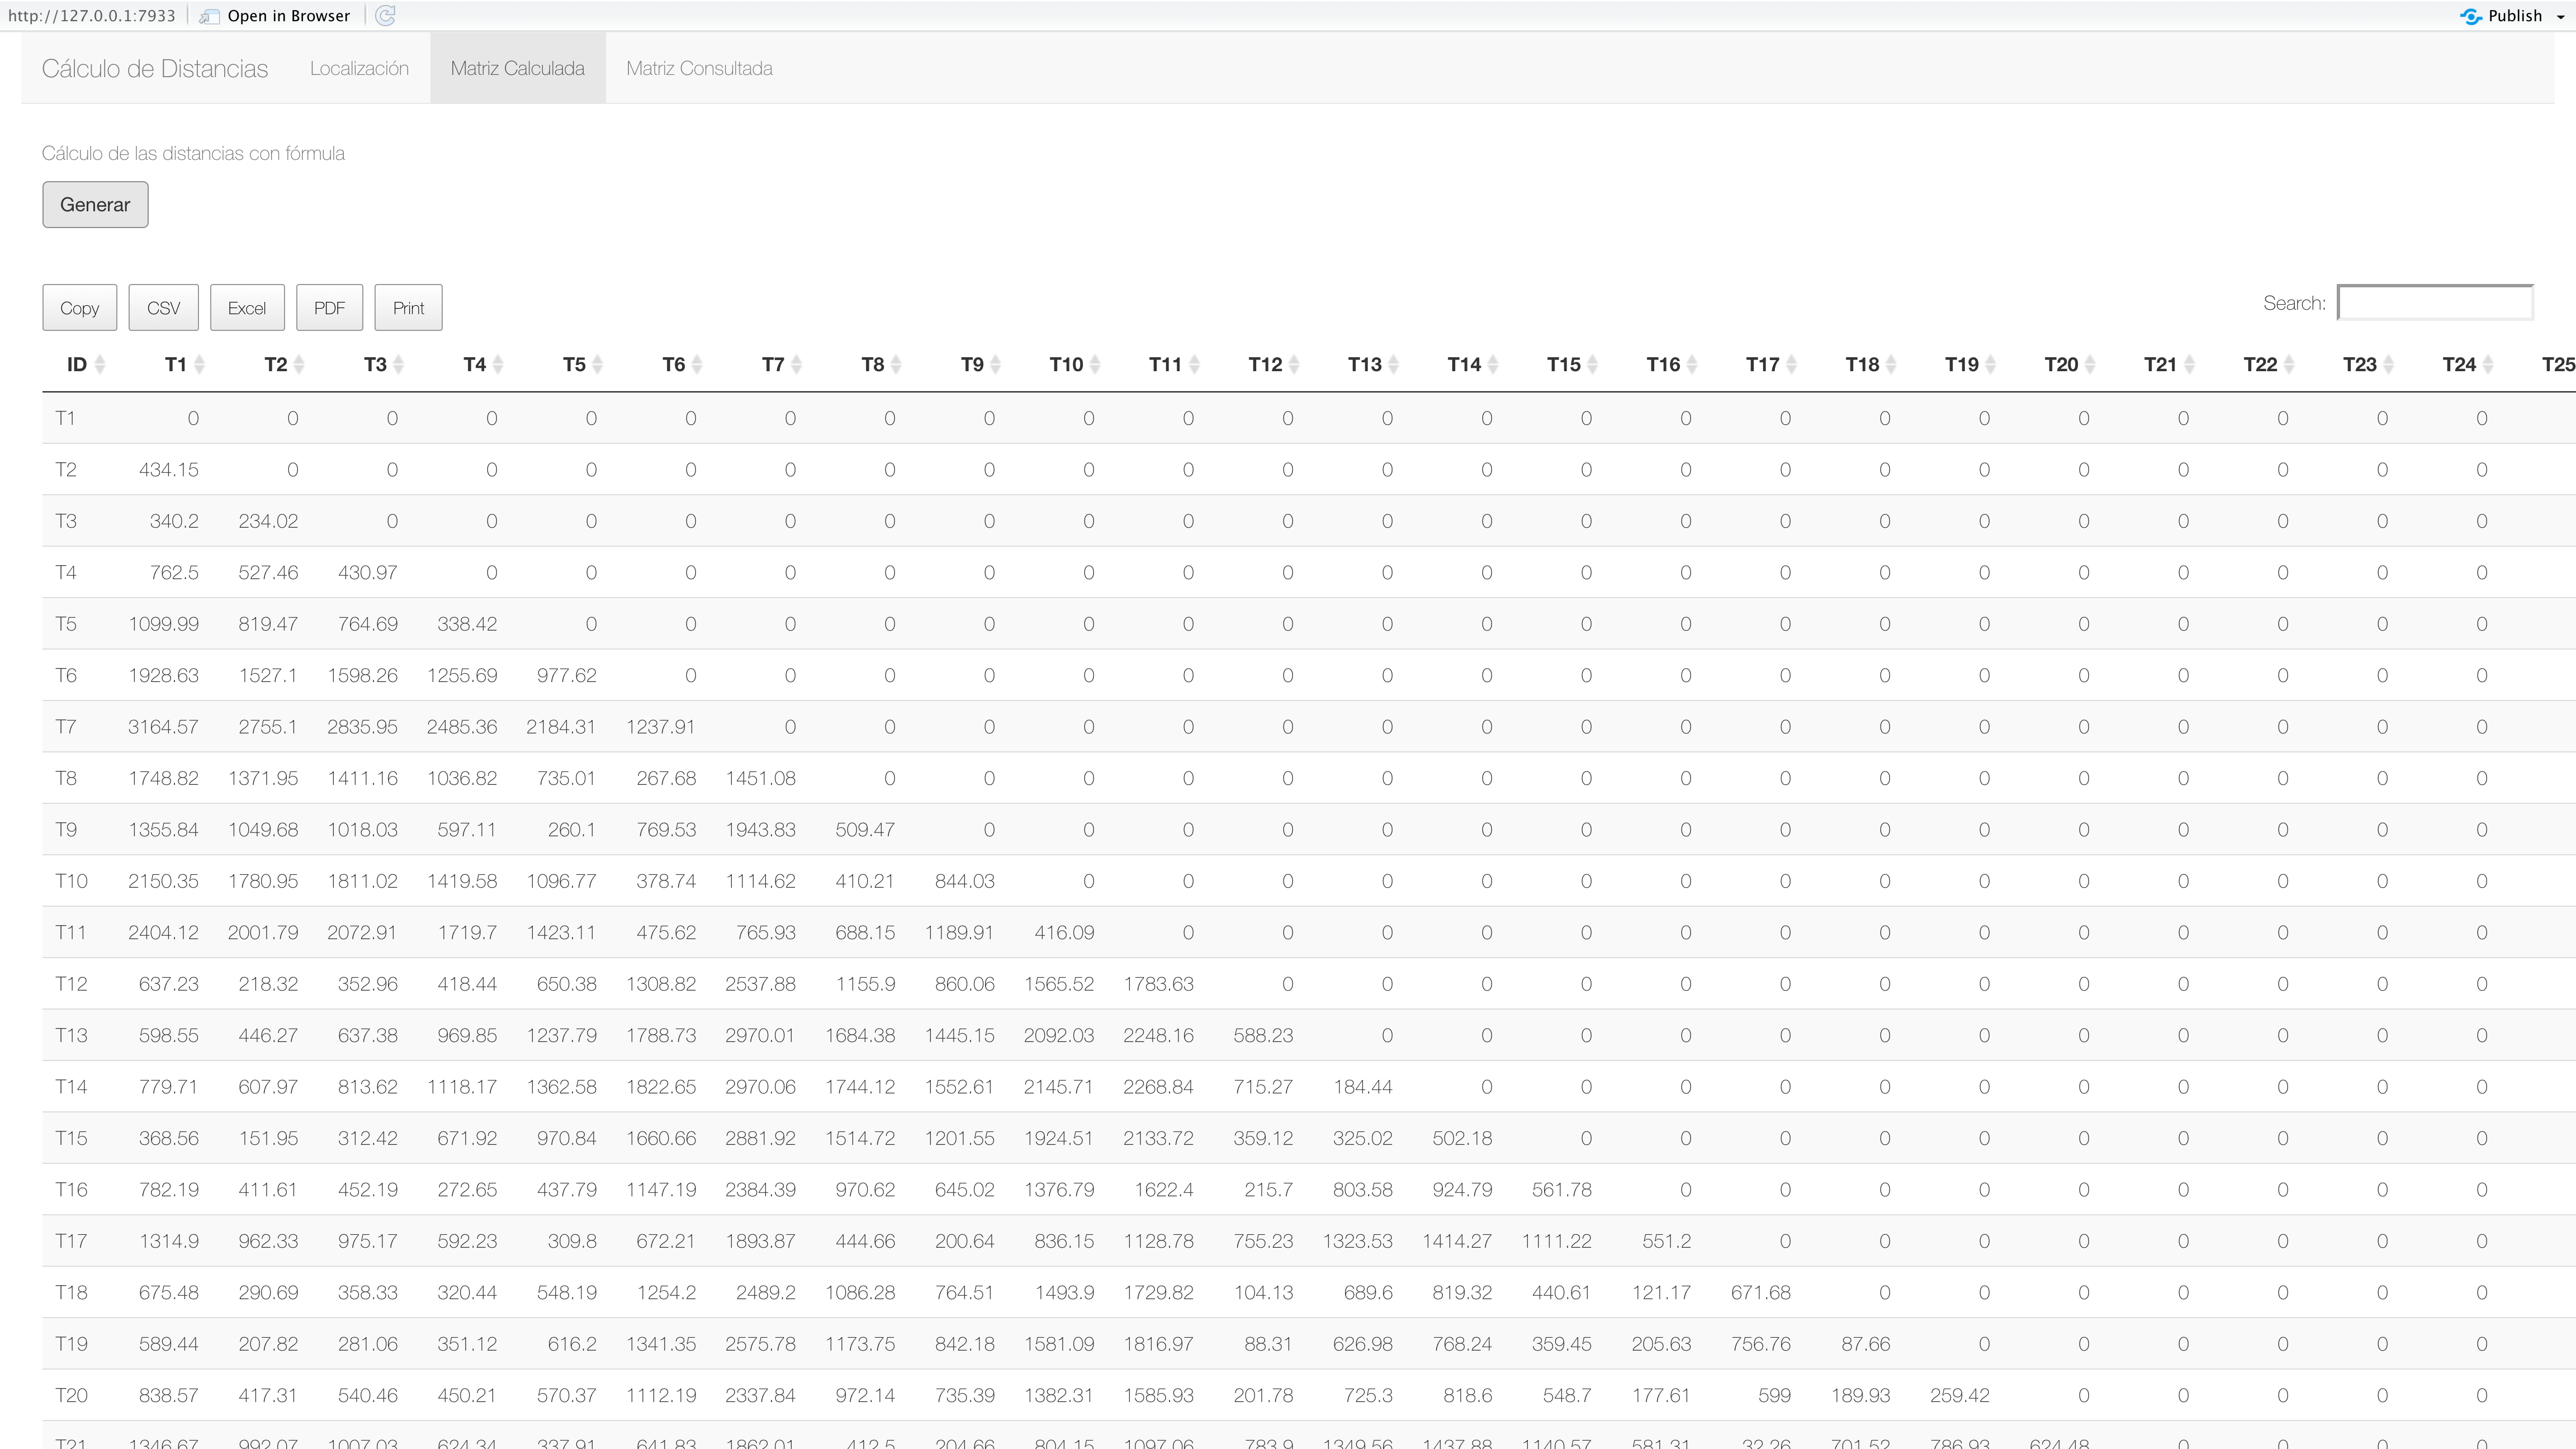 http://127.0.0.1:7933 Open in Browser Publish
Cálculo de Distancias Localización Matriz Calculada Matriz Consultada
Cálculo de las distancias con fórmula
Generar
Copy CSV Excel PDF Print Search:
ID T1 T2 T3 T4 T5 T6 T7 T8 T9 T10 T11 T12 T13 T14 T15 T16 T17 T18 T19 T20 T21 T22 T23 T24 T25
T1 0 0 0 0 0 0 0 0 0 0 0 0 0 0 0 0 0 0 0 0 0 0 0 0
T2 434.15 0 0 0 0 0 0 0 0 0 0 0 0 0 0 0 0 0 0 0 0 0 0 0
T3 340.2 234.02 0 0 0 0 0 0 0 0 0 0 0 0 0 0 0 0 0 0 0 0 0 0
T4 762.5 527.46 430.97 0 0 0 0 0 0 0 0 0 0 0 0 0 0 0 0 0 0 0 0 0
T5 1099.99 819.47 764.69 338.42 0 0 0 0 0 0 0 0 0 0 0 0 0 0 0 0 0 0 0 0
T6 1928.63 1527.1 1598.26 1255.69 977.62 0 0 0 0 0 0 0 0 0 0 0 0 0 0 0 0 0 0 0
T7 3164.57 2755.1 2835.95 2485.36 2184.31 1237.91 0 0 0 0 0 0 0 0 0 0 0 0 0 0 0 0 0 0
T8 1748.82 1371.95 1411.16 1036.82 735.01 267.68 1451.08 0 0 0 0 0 0 0 0 0 0 0 0 0 0 0 0 0
T9 1355.84 1049.68 1018.03 597.11 260.1 769.53 1943.83 509.47 0 0 0 0 0 0 0 0 0 0 0 0 0 0 0 0
T10 2150.35 1780.95 1811.02 1419.58 1096.77 378.74 1114.62 410.21 844.03 0 0 0 0 0 0 0 0 0 0 0 0 0 0 0
T11 2404.12 2001.79 2072.91 1719.7 1423.11 475.62 765.93 688.15 1189.91 416.09 0 0 0 0 0 0 0 0 0 0 0 0 0 0
T12 637.23 218.32 352.96 418.44 650.38 1308.82 2537.88 1155.9 860.06 1565.52 1783.63 0 0 0 0 0 0 0 0 0 0 0 0 0
T13 598.55 446.27 637.38 969.85 1237.79 1788.73 2970.01 1684.38 1445.15 2092.03 2248.16 588.23 0 0 0 0 0 0 0 0 0 0 0 0
T14 779.71 607.97 813.62 1118.17 1362.58 1822.65 2970.06 1744.12 1552.61 2145.71 2268.84 715.27 184.44 0 0 0 0 0 0 0 0 0 0 0
T15 368.56 151.95 312.42 671.92 970.84 1660.66 2881.92 1514.72 1201.55 1924.51 2133.72 359.12 325.02 502.18 0 0 0 0 0 0 0 0 0 0
T16 782.19 411.61 452.19 272.65 437.79 1147.19 2384.39 970.62 645.02 1376.79 1622.4 215.7 803.58 924.79 561.78 0 0 0 0 0 0 0 0 0
T17 1314.9 962.33 975.17 592.23 309.8 672.21 1893.87 444.66 200.64 836.15 1128.78 755.23 1323.53 1414.27 1111.22 551.2 0 0 0 0 0 0 0 0
T18 675.48 290.69 358.33 320.44 548.19 1254.2 2489.2 1086.28 764.51 1493.9 1729.82 104.13 689.6 819.32 440.61 121.17 671.68 0 0 0 0 0 0 0
T19 589.44 207.82 281.06 351.12 616.2 1341.35 2575.78 1173.75 842.18 1581.09 1816.97 88.31 626.98 768.24 359.45 205.63 756.76 87.66 0 0 0 0 0 0
T20 838.57 417.31 540.46 450.21 570.37 1112.19 2337.84 972.14 735.39 1382.31 1585.93 201.78 725.3 818.6 548.7 177.61 599 189.93 259.42 0 0 0 0 0
T21 1346.67 992.07 1007.03 624.34 337.91 641.83 1862.01 412.5 204.66 804.15 1097.06 783.9 1349.56 1437.88 1140.57 581.31 32.26 701.52 786.93 624.48 0 0 0 0